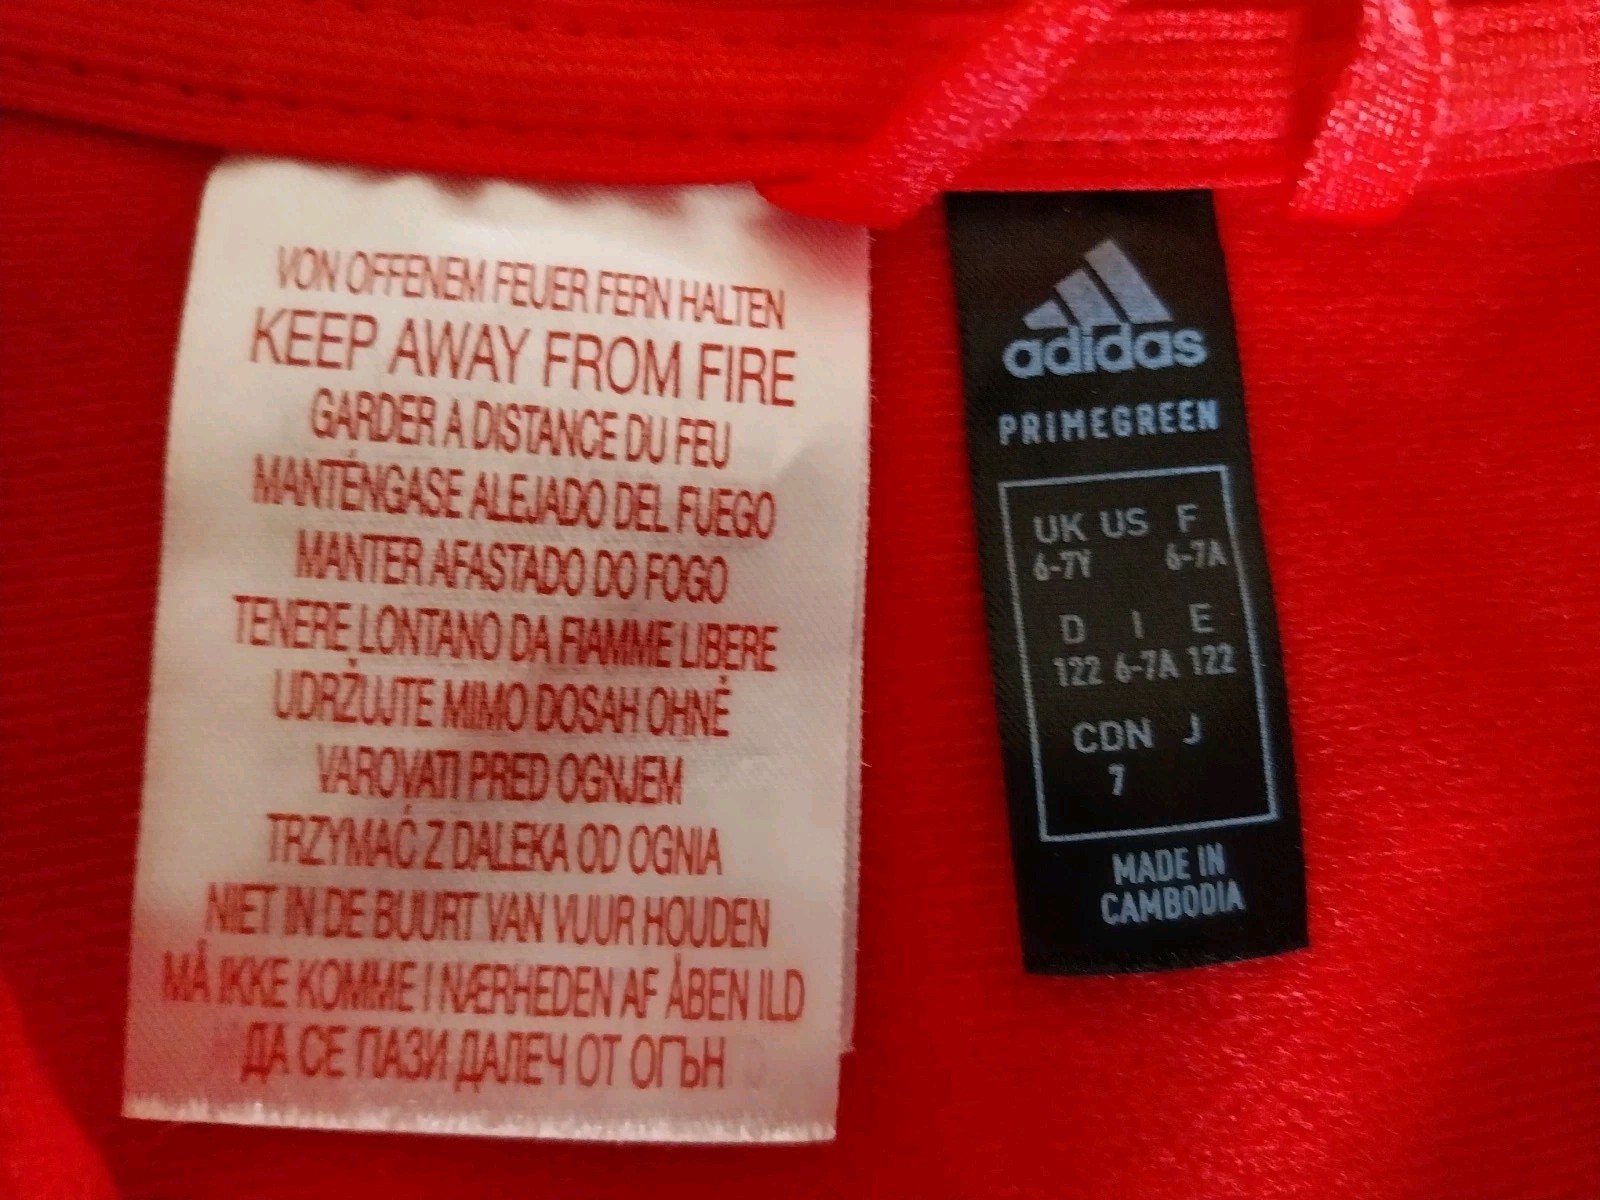 VON OFFENEM FEUER FERN HALTEN
KEEP AWAY FROM FIRE
GARDER A DISTANCE DU FEU
MANTÉNGASE ALEJADO DEL FUEGO
MANTER AFASTADO DO FOGO
TENERE LONTANO DA FIAMME LIBERE
UDRŽUJTE MIMO DOSAH OHNĚ
VAROVATI PRED OGNJEM
TRZYMAĆ Z DALEKA OD OGNIA
NIET IN DE BUURT VAN VUUR HOUDEN
MÅ IKKE KOMME I NÆRHEDEN AF ÅBEN ILD
ДА СЕ ПАЗИ ДАЛЕЧ ОТ ОГЪН
adidas
PRIMEGREEN
UK US F
6-7Y 6-7A
D I E
122 6-7A 122
CDN J
7
MADE IN
CAMBODIA